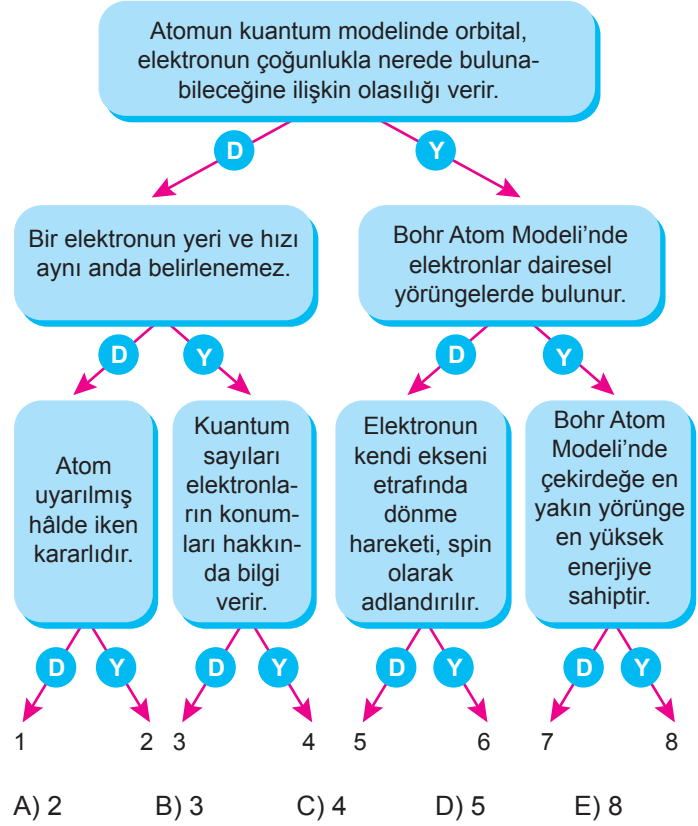 Atomun kuantum modelinde orbital,
elektronun çoğunlukla nerede buluna-
bileceğine ilişkin olasılığı verir.
D
Y
Bir elektronun yeri ve hızı
aynı anda belirlenemez.
Bohr Atom Modeli’nde
elektronlar dairesel
yörüngelerde bulunur.
D
Y
D
Y
Atom
uyarılmış
hâlde iken
kararlıdır.
Kuantum
sayıları
elektronla-
rın konum-
ları hakkın-
da bilgi
verir.
Elektronun
kendi ekseni
etrafında
dönme
hareketi, spin
olarak
adlandırılır.
Bohr Atom
Modeli’nde
çekirdeğe en
yakın yörünge
en yüksek
enerjiye
sahiptir.
D
Y
D
Y
D
Y
D
Y
1 2 3 4 5 6 7 8
A) 2 B) 3 C) 4 D) 5 E) 8